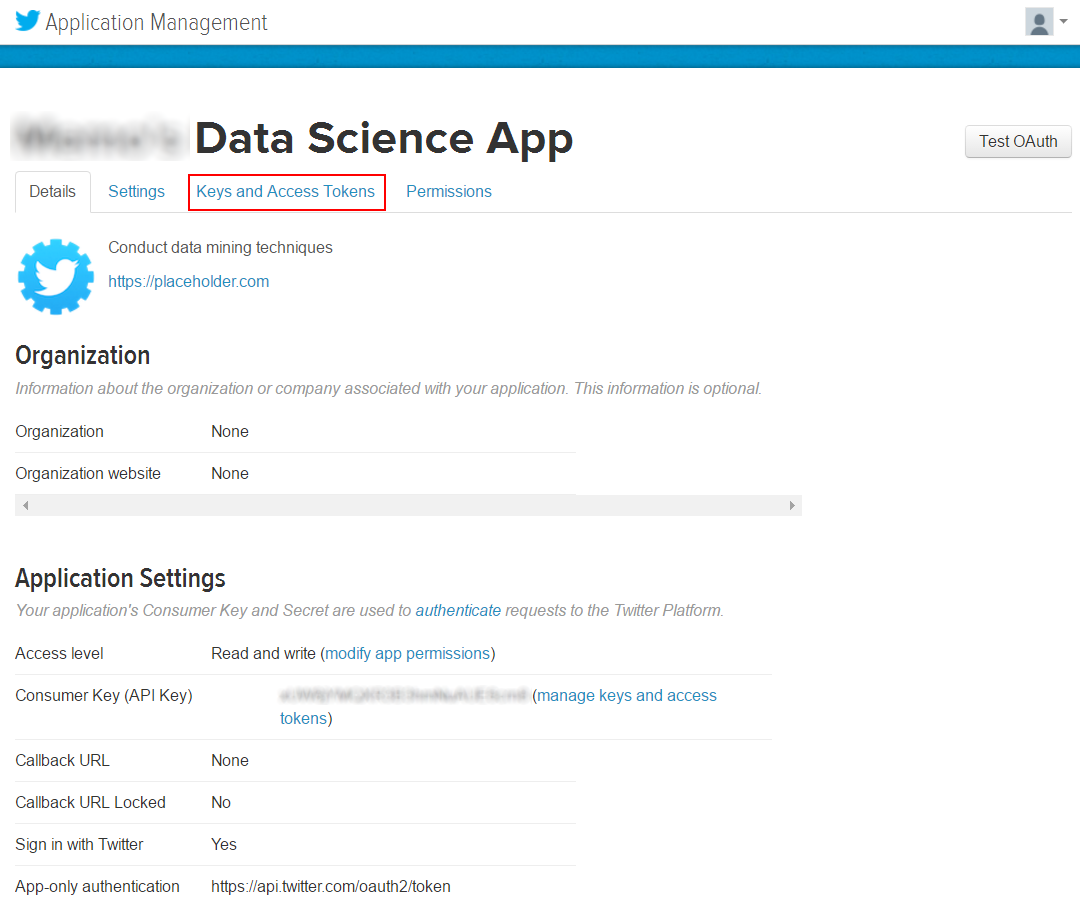 Application Management
Data Science App
Test OAuth
Details Settings Keys and Access Tokens Permissions
Conduct data mining techniques
https://placeholder.com
Organization
Information about the organization or company associated with your application. This information is optional.
Organization None
Organization website None
Application Settings
Your application's Consumer Key and Secret are used to authenticate requests to the Twitter Platform.
Access level Read and write (modify app permissions)
Consumer Key (API Key) (manage keys and access
tokens)
Callback URL None
Callback URL Locked No
Sign in with Twitter Yes
App-only authentication https://api.twitter.com/oauth2/token